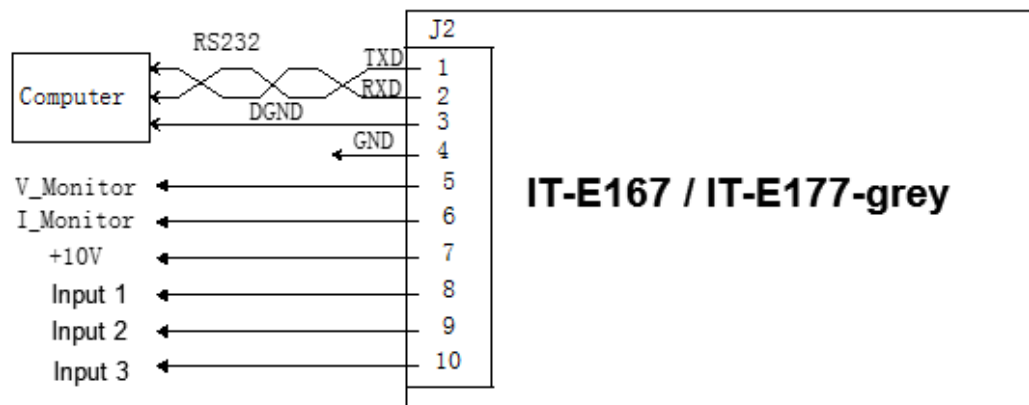 J2
RS232
TXD 1
Computer
RXD 2
DGND 3
GND 4
V_Monitor 5
IT-E167 / IT-E177-grey
I_Monitor 6
+10V 7
Input 1 8
Input 2 9
Input 3 10